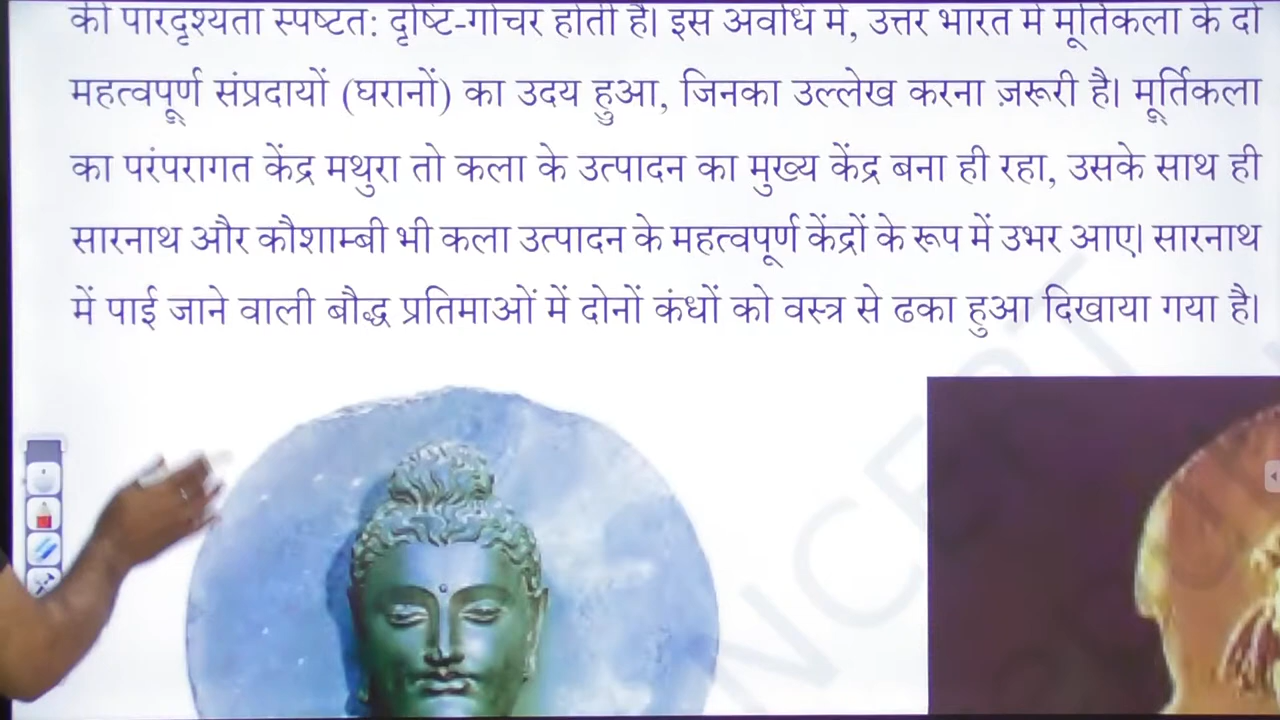 की पारदृश्यता स्पष्टत: दृष्टि-गोचर होती है। इस अवधि में, उत्तर भारत में मूर्तिकला के दो
महत्वपूर्ण संप्रदायों (घरानों) का उदय हुआ, जिनका उल्लेख करना ज़रूरी है। मूर्तिकला
का परंपरागत केंद्र मथुरा तो कला के उत्पादन का मुख्य केंद्र बना ही रहा, उसके साथ ही
सारनाथ और कौशाम्बी भी कला उत्पादन के महत्वपूर्ण केंद्रों के रूप में उभर आए। सारनाथ
में पाई जाने वाली बौद्ध प्रतिमाओं में दोनों कंधों को वस्त्र से ढका हुआ दिखाया गया है।
NCERT